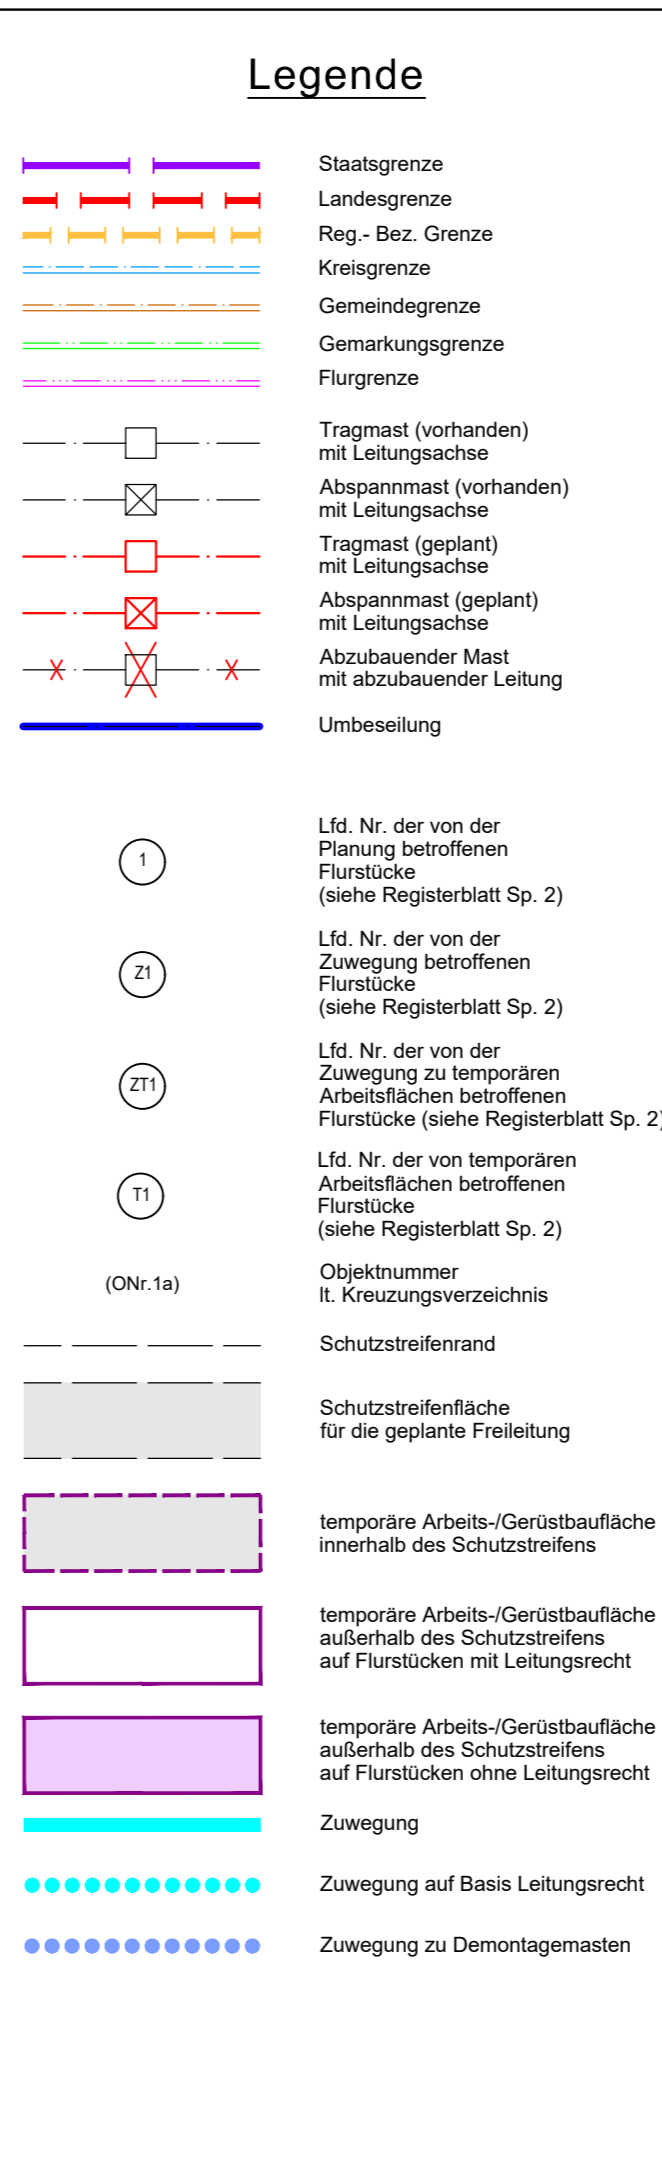 Legende
Staatsgrenze
Landesgrenze
Reg.- Bez. Grenze
Kreisgrenze
Gemeindegrenze
Gemarkungsgrenze
Flurgrenze
Tragmast (vorhanden)
mit Leitungsachse
Abspannmast (vorhanden)
mit Leitungsachse
Tragmast (geplant)
mit Leitungsachse
Abspannmast (geplant)
mit Leitungsachse
Abzubauender Mast
mit abzubauender Leitung
Umbeseilung
1
Lfd. Nr. der von der
Planung betroffenen
Flurstücke
(siehe Registerblatt Sp. 2)
Z1
Lfd. Nr. der von der
Zuwegung betroffenen
Flurstücke
(siehe Registerblatt Sp. 2)
ZT1
Lfd. Nr. der von der
Zuwegung zu temporären
Arbeitsflächen betroffenen
Flurstücke (siehe Registerblatt Sp. 2)
T1
Lfd. Nr. der von temporären
Arbeitsflächen betroffenen
Flurstücke
(siehe Registerblatt Sp. 2)
(ONr.1a)
Objektnummer
lt. Kreuzungsverzeichnis
Schutzstreifenrand
Schutzstreifenfläche
für die geplante Freileitung
temporäre Arbeits-/Gerüstbaufläche
innerhalb des Schutzstreifens
temporäre Arbeits-/Gerüstbaufläche
außerhalb des Schutzstreifens
auf Flurstücken mit Leitungsrecht
temporäre Arbeits-/Gerüstbaufläche
außerhalb des Schutzstreifens
auf Flurstücken ohne Leitungsrecht
Zuwegung
Zuwegung auf Basis Leitungsrecht
Zuwegung zu Demontagemasten